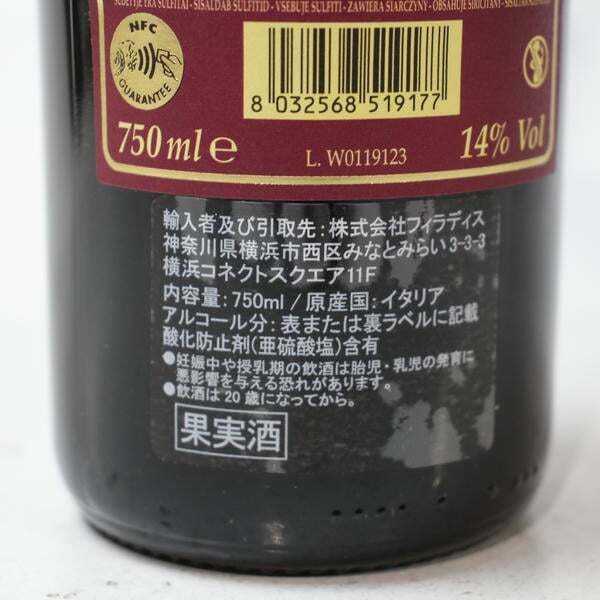 SULFITID - VSEBUJE SULFITI - ZAWIERA SIARCZYNY - OBSAHUJE SIRICITANY -
NFC
GUARANTEE
8 032568 519177
750 ml e
L. W0119123
14% Vol
輸入者及び引取先：株式会社フィラディス
神奈川県横浜市西区みなとみらい3-3-3
横浜コネクトスクエア11F
内容量：750ml / 原産国：イタリア
アルコール分：表または裏ラベルに記載
酸化防止剤(亜硫酸塩)含有
●妊娠中や授乳期の飲酒は胎児・乳児の発育に
悪影響を与える恐れがあります。
●飲酒は20歳になってから。
果実酒